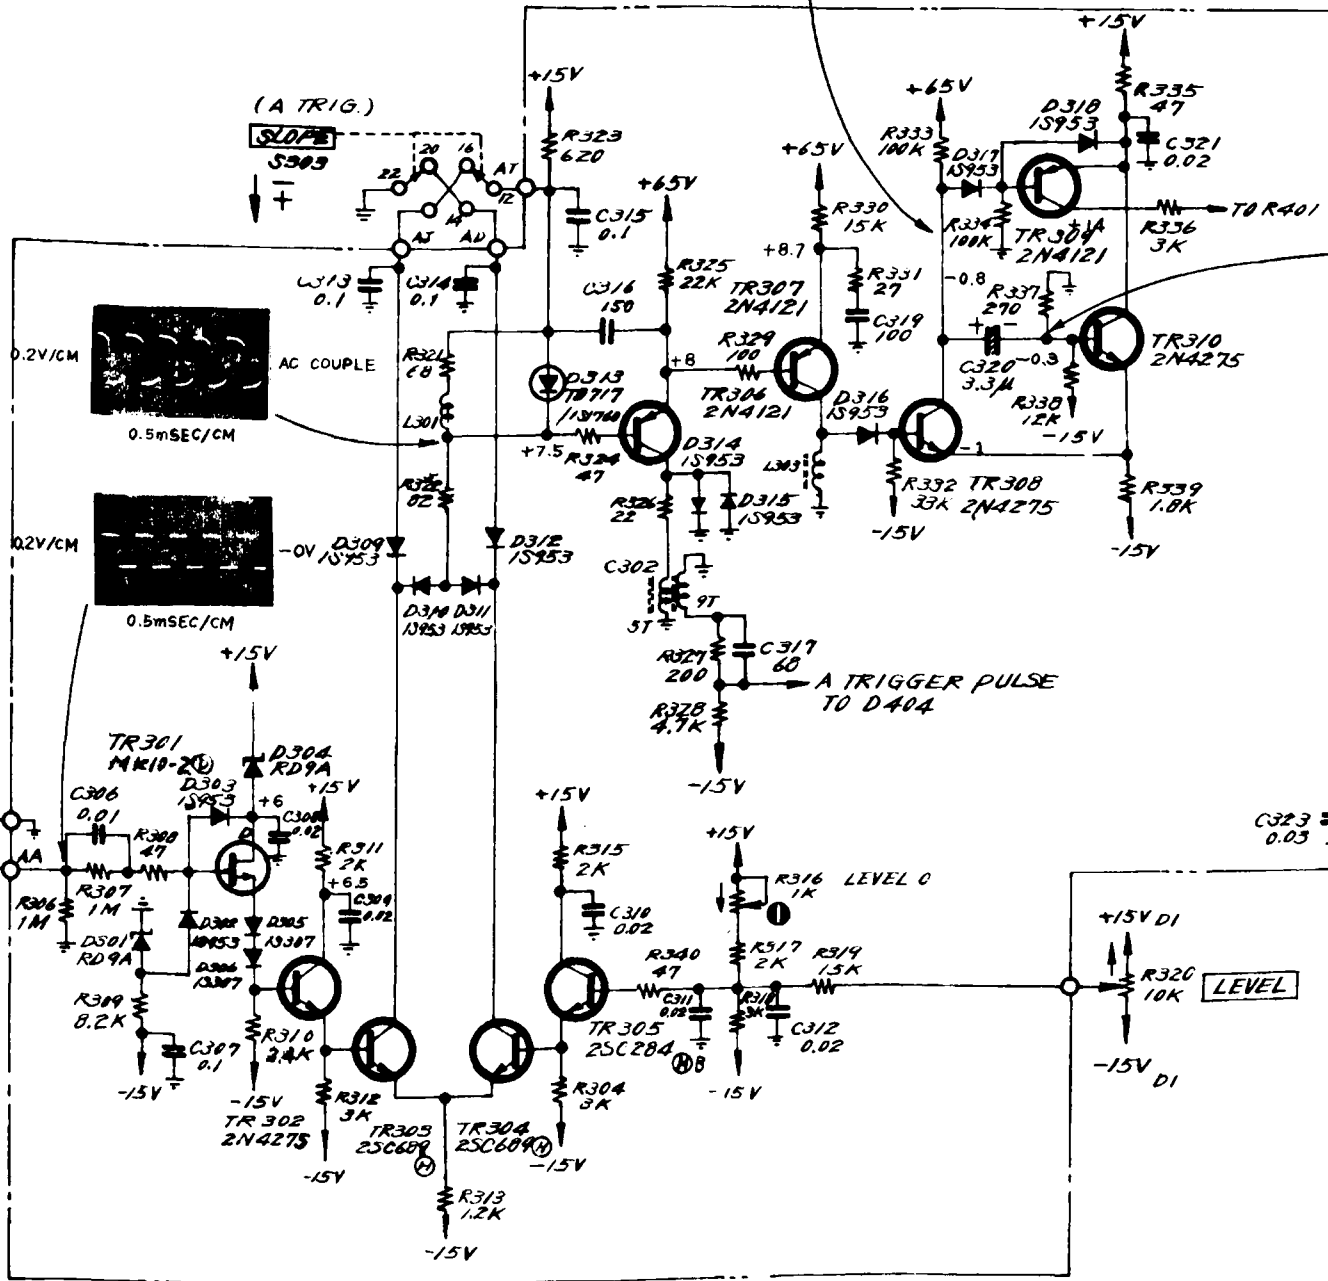 +15V
+15V
(A TRIG.)
SLOPE
S303
+
22
20
16
AT
12
14
AJ
AD
R323
620
C315
0.1
C313
0.1
C314
0.1
C316
150
+65V
R325
22K
+65V
R330
15K
+8.7
R331
27
C319
100
+65V
R333
100K
D317
1S953
D318
1S953
R335
47
C321
0.02
R334
100K
TR309
2N4121
TO R401
R336
3K
-0.8
R337
270
+
-
-0.3
C320
3.3μ
R338
12K
-15V
TR310
2N4275
0.2V/CM
AC COUPLE
0.5mSEC/CM
R321
68
L301
D313
+7.5
R324
47
+8
R329
100
TR306
2N4121
TR307
2N4121
D314
1S953
D315
1S953
D316
1S953
L303
-1
R332
33K
-15V
TR308
2N4275
R339
1.8K
-15V
R322
82
R326
22
0.2V/CM
-0V
0.5mSEC/CM
D309
1S953
D312
1S953
D310
1S953
D311
1S953
C302
5T
9T
R327
200
C317
68
A TRIGGER PULSE
TO D404
R328
4.7K
-15V
+15V
TR301
D304
RD9A
D303
1S953
+6
C306
0.01
R308
47
D
C308
0.02
AA
R306
1M
R307
1M
D301
RD9A
D302
1S953
D305
1S307
D306
1S307
R309
8.2K
C307
0.1
-15V
R310
2.4K
-15V
TR302
2N4275
+15V
R311
2K
+6.5
C309
0.02
R312
3K
-15V
TR303
2SC689
H
TR304
2SC689
H
R313
1.2K
-15V
+15V
R315
2K
C310
0.02
R340
47
TR305
2SC284
H B
R304
3K
-15V
+15V
R316
1K
LEVEL C
1
R317
2K
R319
15K
C311
0.02
R318
3K
C312
0.02
-15V
C323
0.03
+15V D1
R320
10K
LEVEL
-15V D1